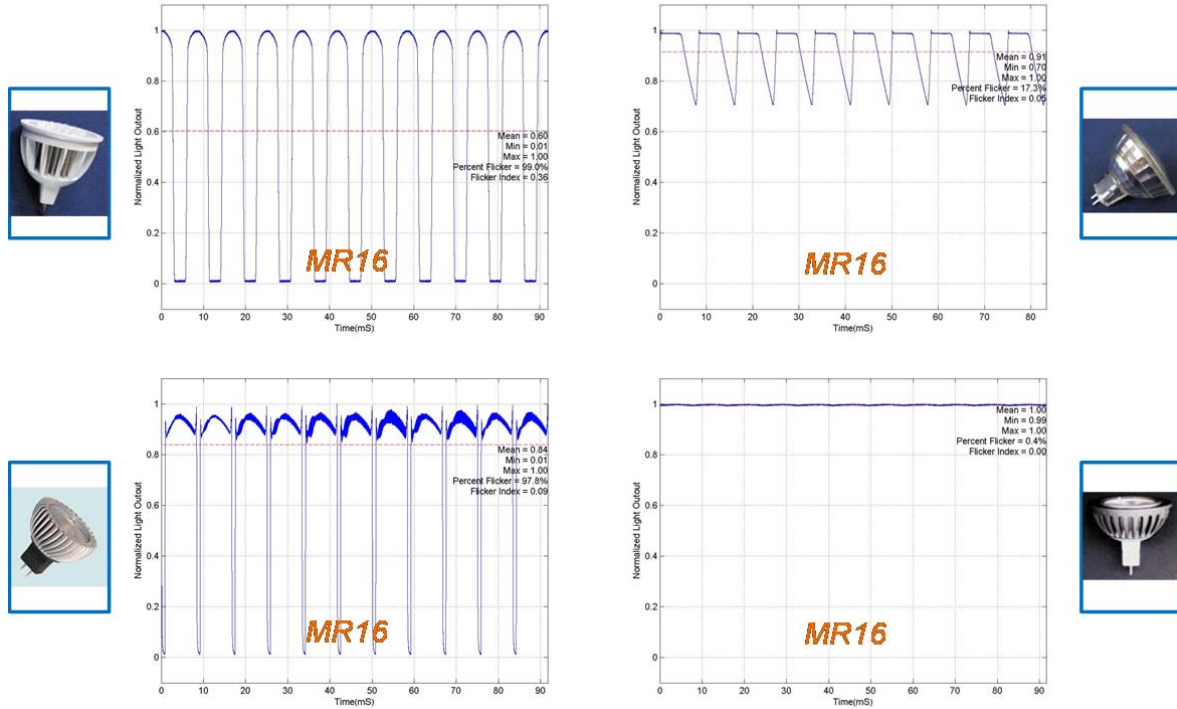 Normalized Light Outout
1
0.8
0.6
0.4
0.2
0
Mean = 0.60
Min = 0.01
Max = 1.00
Percent Flicker = 99.0%
Flicker Index = 0.36
MR16
0 10 20 30 40 50 60 70 80 90
Time(mS)
Normalized Light Outout
1
0.8
0.6
0.4
0.2
0
Mean = 0.91
Min = 0.70
Max = 1.00
Percent Flicker = 17.3%
Flicker Index = 0.05
MR16
0 10 20 30 40 50 60 70 80
Time(mS)
Normalized Light Outout
1
0.8
0.6
0.4
0.2
0
Mean = 0.84
Min = 0.01
Max = 1.00
Percent Flicker = 97.8%
Flicker Index = 0.09
MR16
0 10 20 30 40 50 60 70 80 90
Time(mS)
Normalized Light Outout
1
0.8
0.6
0.4
0.2
0
Mean = 1.00
Min = 0.99
Max = 1.00
Percent Flicker = 0.4%
Flicker Index = 0.00
MR16
0 10 20 30 40 50 60 70 80 90
Time(mS)